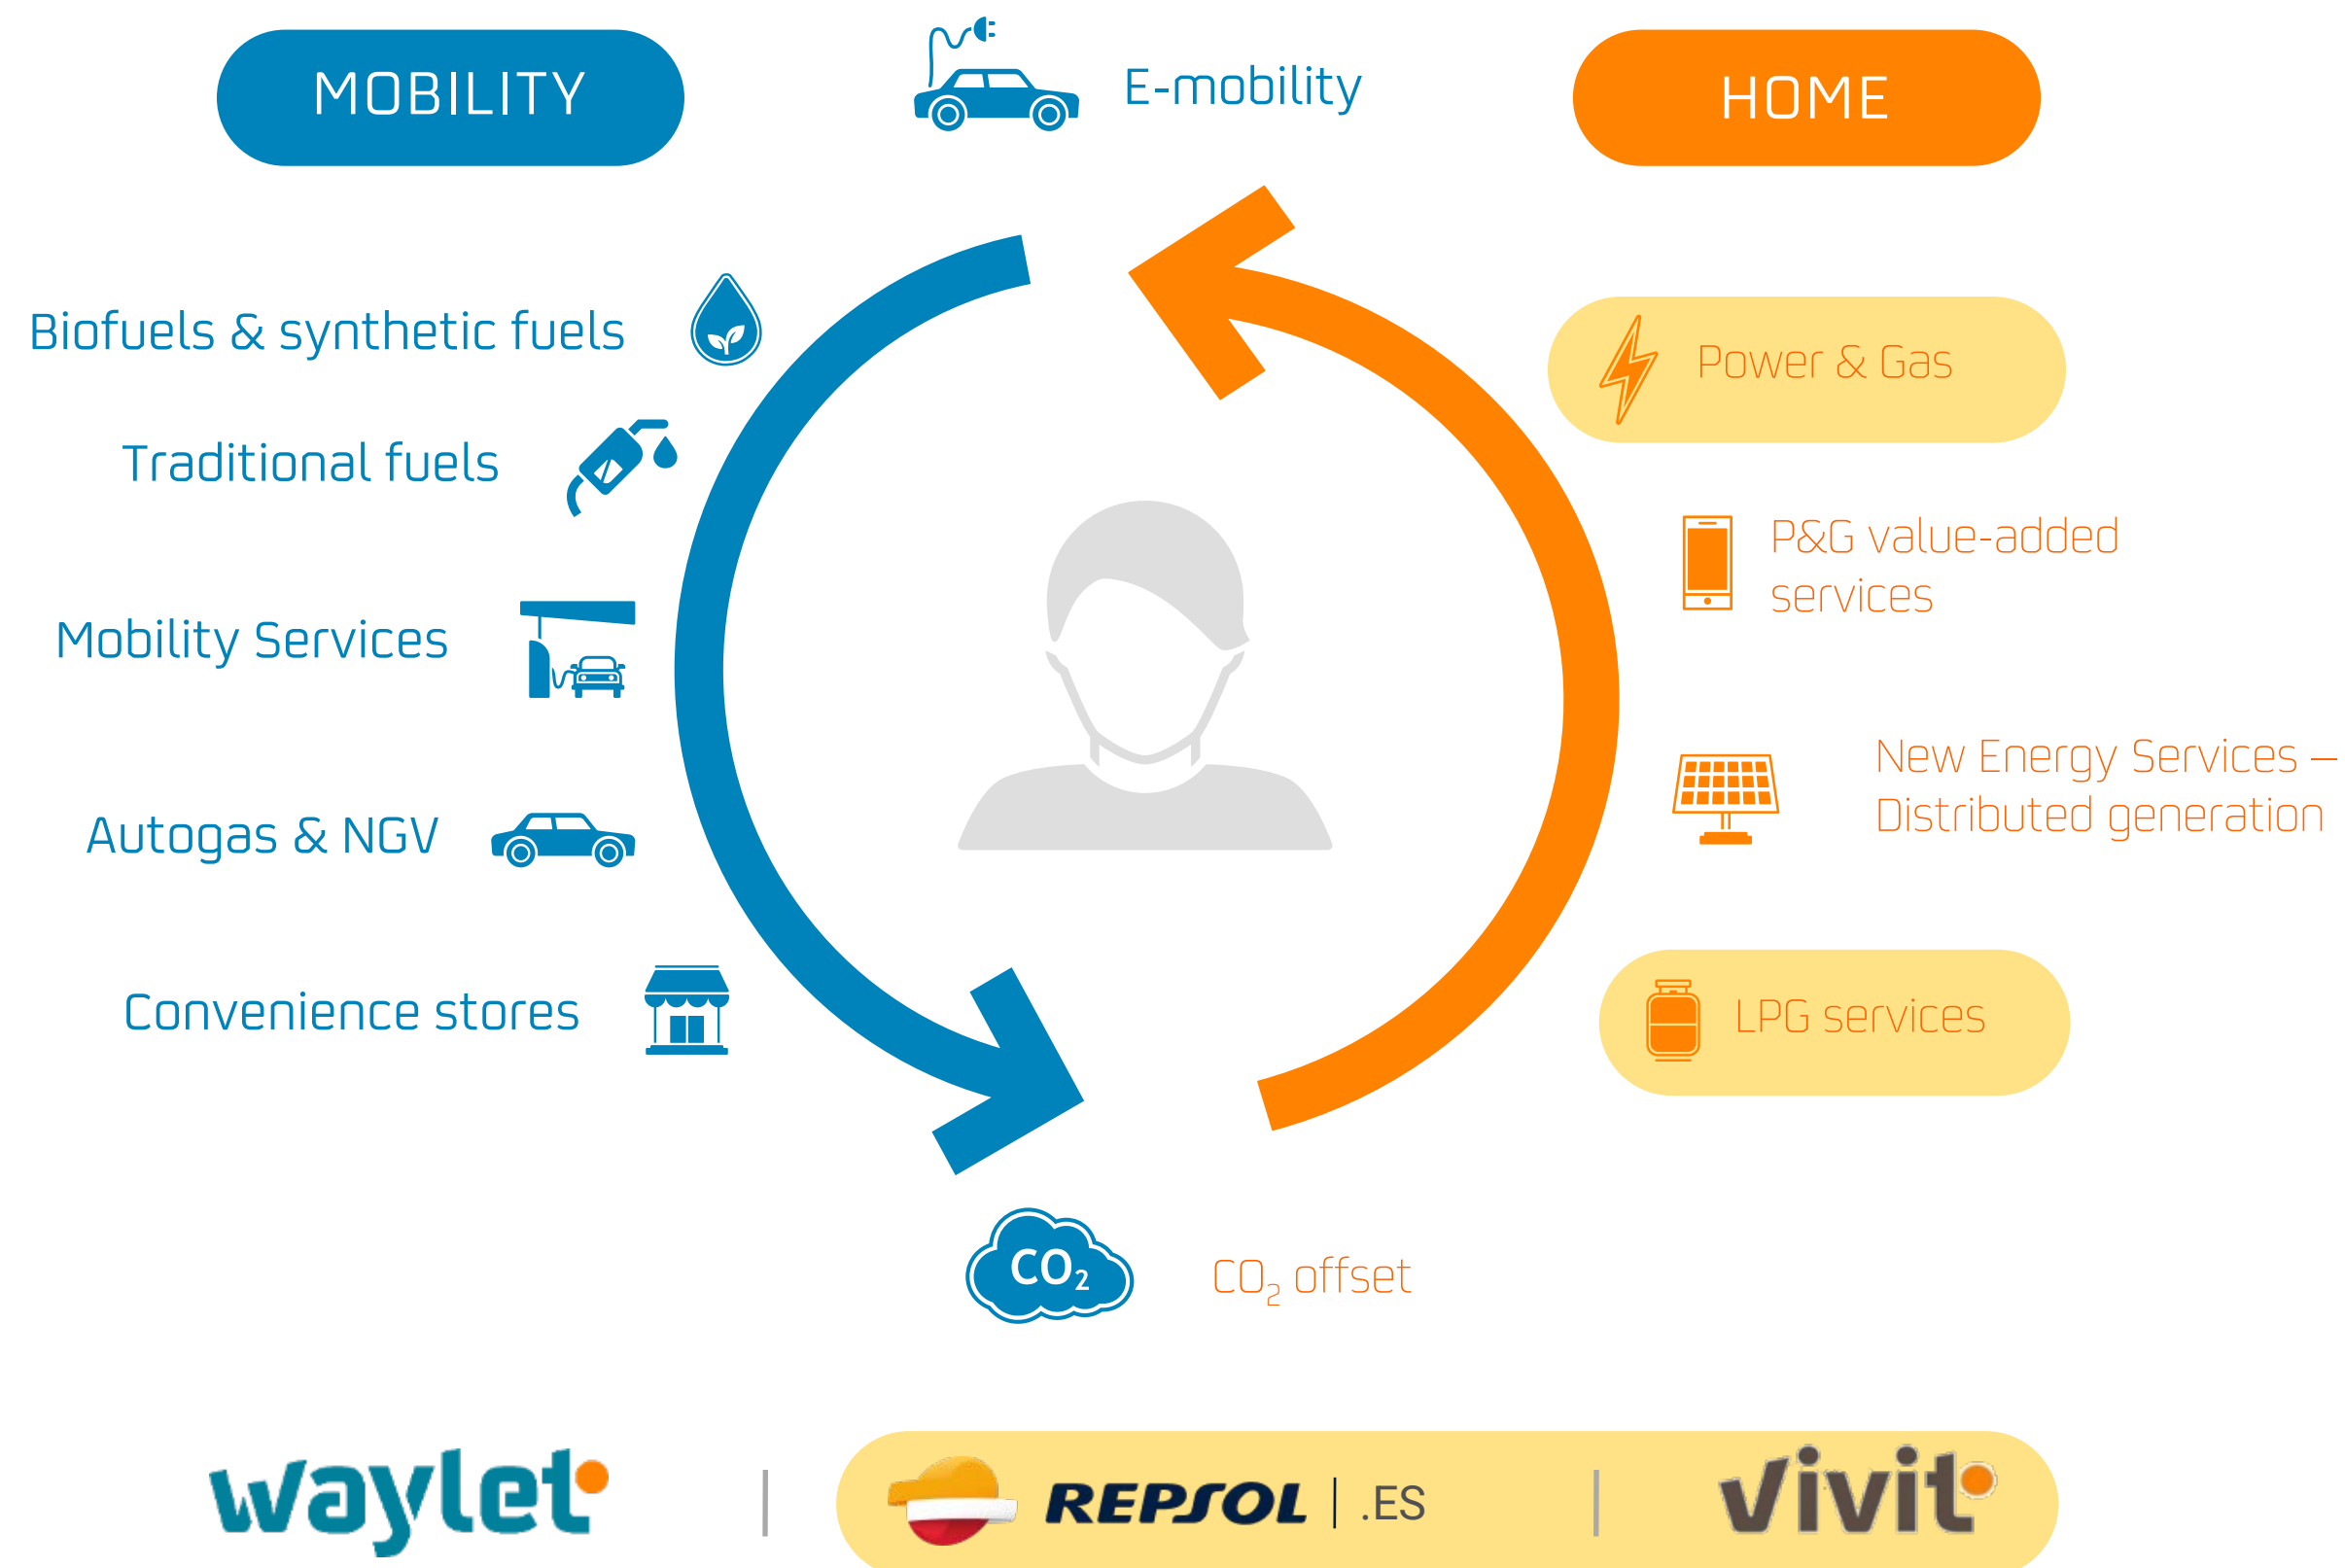 MOBILITY
E-mobility
HOME
Biofuels & synthetic fuels
Traditional fuels
Mobility Services
Autogas & NGV
Convenience stores
Power & Gas
P&G value-added
services
New Energy Services –
Distributed generation
LPG services
CO₂
CO₂ offset
waylet
REPSOL | .ES
vivit